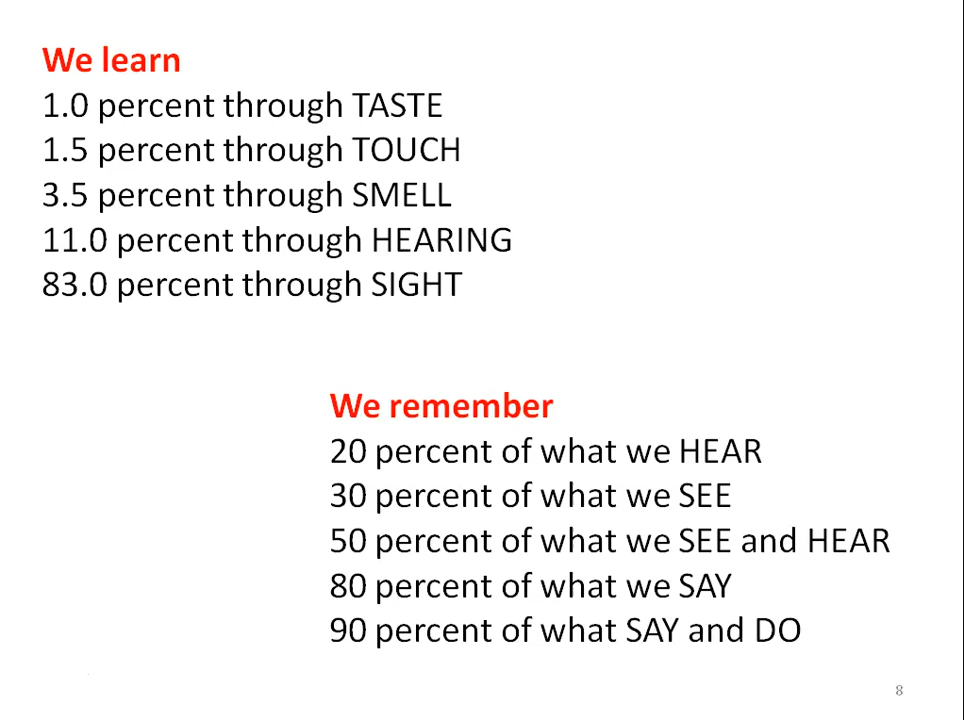 We learn
1.0 percent through TASTE
1.5 percent through TOUCH
3.5 percent through SMELL
11.0 percent through HEARING
83.0 percent through SIGHT
We remember
20 percent of what we HEAR
30 percent of what we SEE
50 percent of what we SEE and HEAR
80 percent of what we SAY
90 percent of what SAY and DO
8